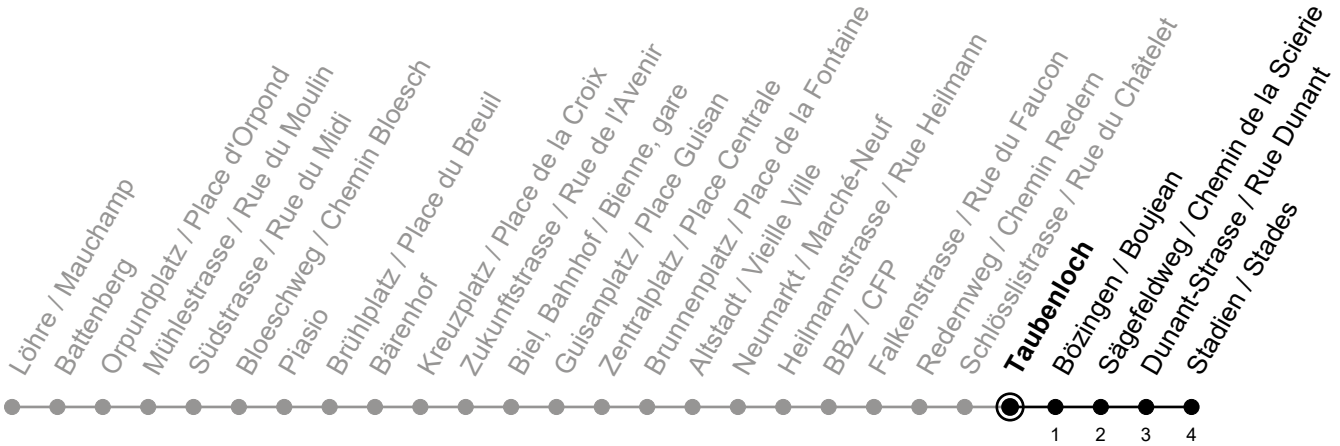 Löhre / Mauchamp
Battenberg
Orpundplatz / Place d'Orpond
Mühlestrasse / Rue du Moulin
Südstrasse / Rue du Midi
Bloeschweg / Chemin Bloesch
Piasio
Brühlplatz / Place du Breuil
Bärenhof
Kreuzplatz / Place de la Croix
Zukunftstrasse / Rue de l'Avenir
Biel, Bahnhof / Bienne, gare
Guisanplatz / Place Guisan
Zentralplatz / Place Centrale
Brunnenplatz / Place de la Fontaine
Altstadt / Vieille Ville
Neumarkt / Marché-Neuf
Heilmannstrasse / Rue Heilmann
BBZ / CFP
Falkenstrasse / Rue du Faucon
Redernweg / Chemin Redern
Schlösslistrasse / Rue du Châtelet
Taubenloch
Bözingen / Boujean
Sägefeldweg / Chemin de la Scierie
Dunant-Strasse / Rue Dunant
Stadien / Stades
1 2 3 4